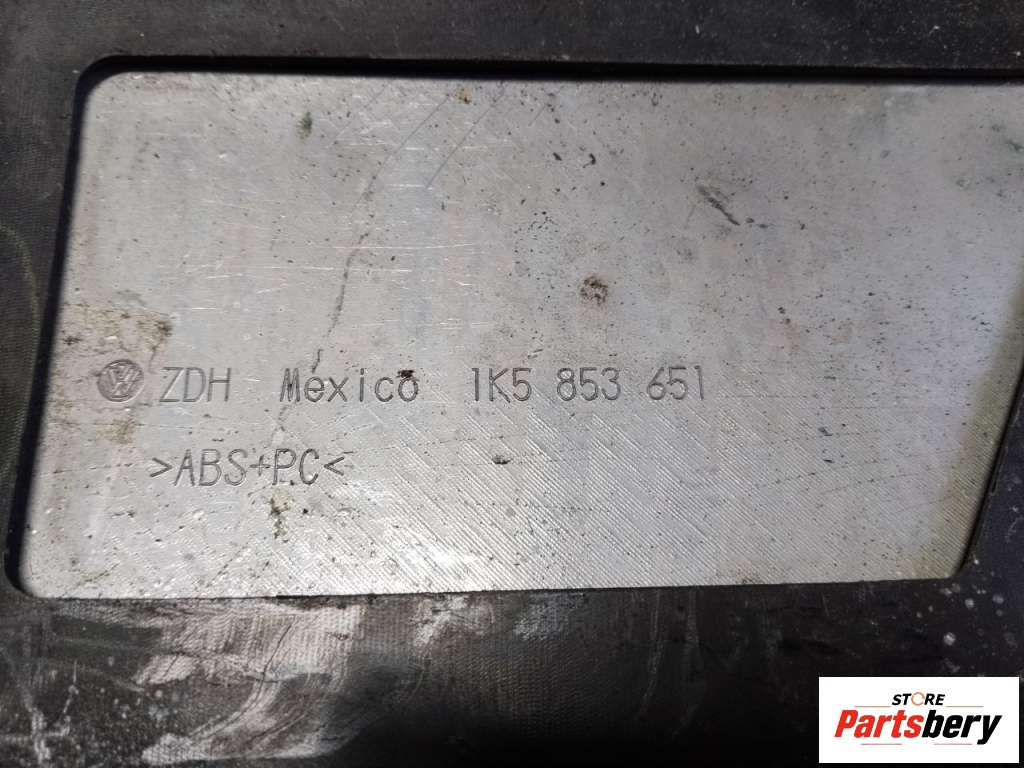 ZDH Mexico 1K5 853 651
>ABS+PC<
STORE
Partsbery